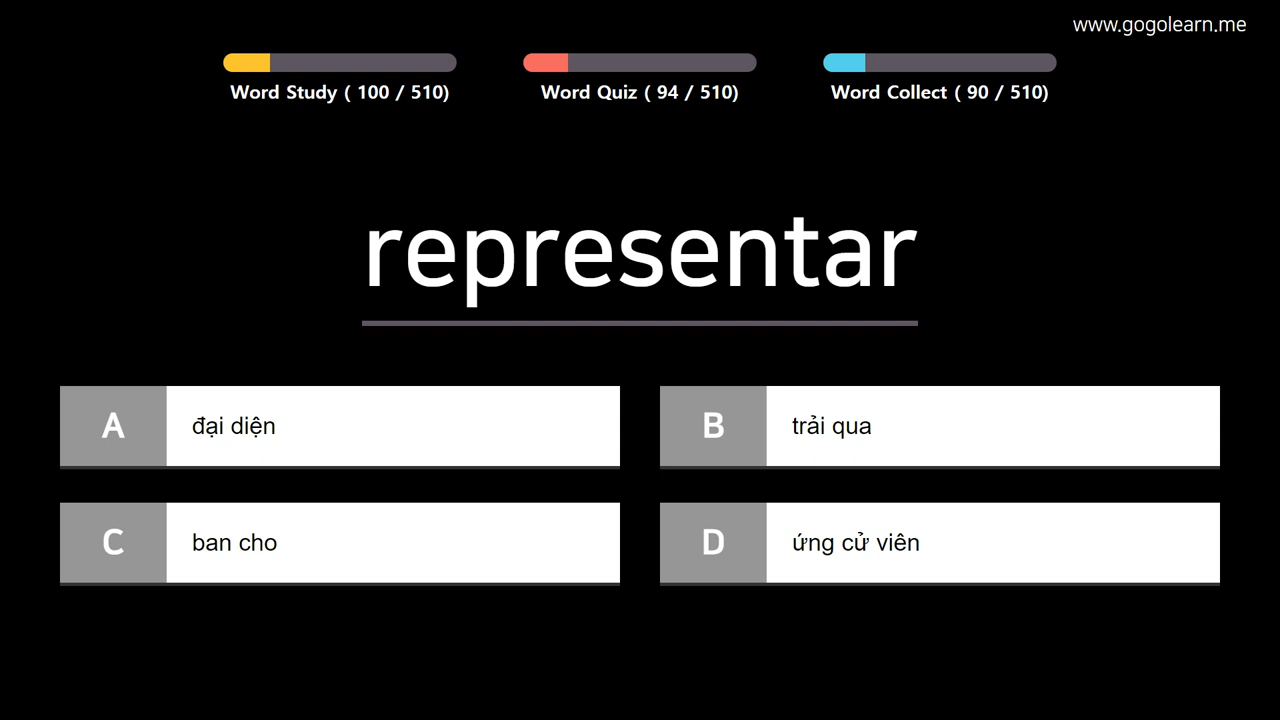 www.gogolearn.me
Word Study ( 100 / 510)
Word Quiz ( 94 / 510)
Word Collect ( 90 / 510)
representar
A đại diện
B trải qua
C ban cho
D ứng cử viên